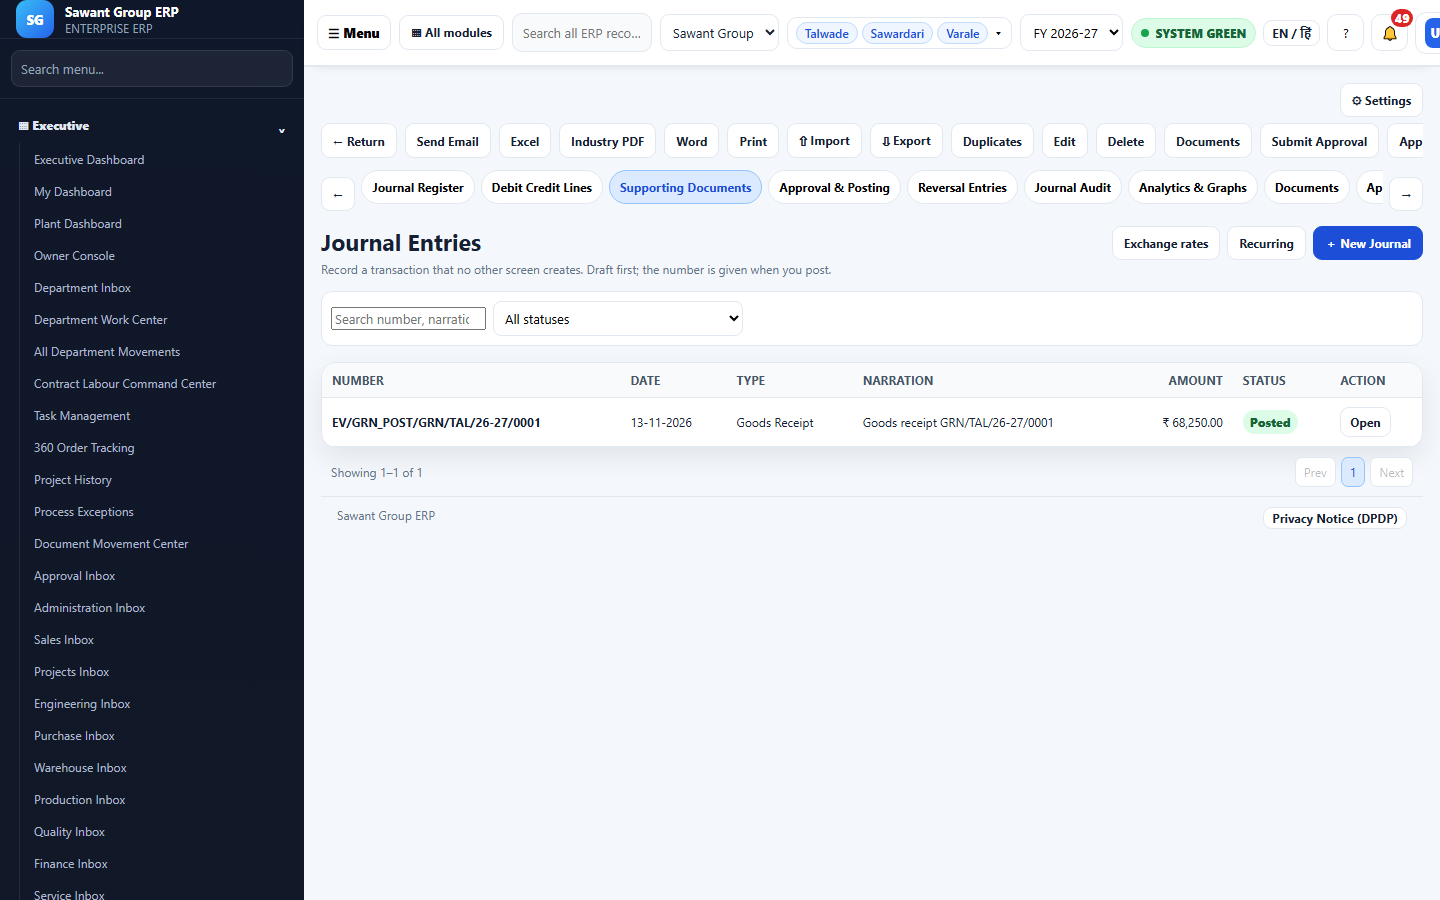 SG
Sawant Group ERP
ENTERPRISE ERP
Search menu...
Executive
Executive Dashboard
My Dashboard
Plant Dashboard
Owner Console
Department Inbox
Department Work Center
All Department Movements
Contract Labour Command Center
Task Management
360 Order Tracking
Project History
Process Exceptions
Document Movement Center
Approval Inbox
Administration Inbox
Sales Inbox
Projects Inbox
Engineering Inbox
Purchase Inbox
Warehouse Inbox
Production Inbox
Quality Inbox
Finance Inbox
Service Inbox
☰ Menu
All modules
Search all ERP reco...
Sawant Group
Talwade Sawardari Varale
FY 2026-27
SYSTEM GREEN
EN / हिं
?
49
U
⚙ Settings
← Return
Send Email
Excel
Industry PDF
Word
Print
⇧ Import
⇩ Export
Duplicates
Edit
Delete
Documents
Submit Approval
App
←
Journal Register
Debit Credit Lines
Supporting Documents
Approval & Posting
Reversal Entries
Journal Audit
Analytics & Graphs
Documents
Ap
→
Journal Entries
Exchange rates
Recurring
+ New Journal
Record a transaction that no other screen creates. Draft first; the number is given when you post.
Search number, narratic
All statuses
NUMBER DATE TYPE NARRATION AMOUNT STATUS ACTION
EV/GRN_POST/GRN/TAL/26-27/0001 13-11-2026 Goods Receipt Goods receipt GRN/TAL/26-27/0001 ₹ 68,250.00 Posted Open
Showing 1–1 of 1
Prev 1 Next
Sawant Group ERP
Privacy Notice (DPDP)